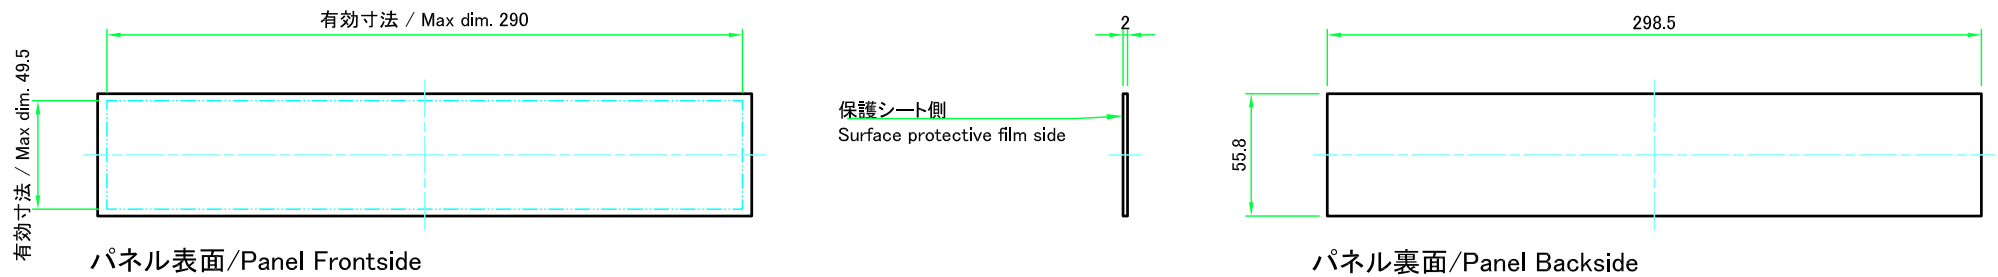 有効寸法 / Max dim. 290
有効寸法 / Max dim. 49.5
パネル表面/Panel Frontside
2
保護シート側
Surface protective film side
298.5
55.8
パネル裏面/Panel Backside